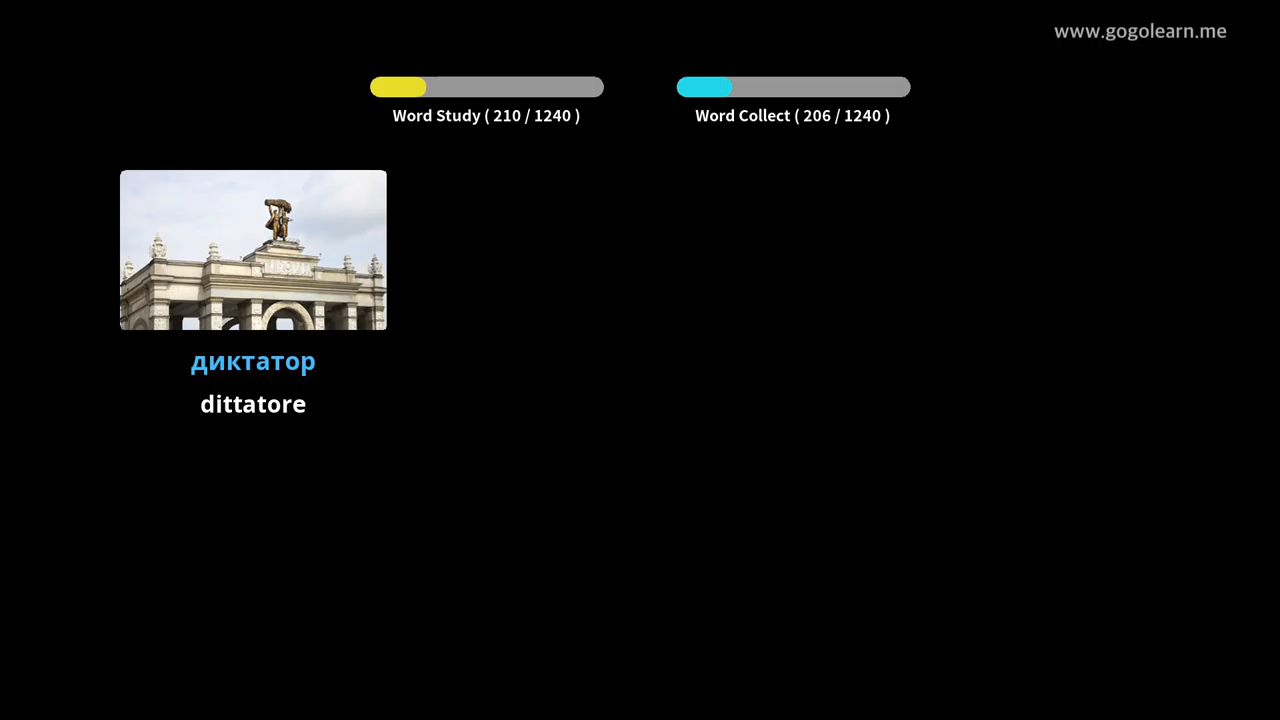 www.gogolearn.me
Word Study ( 210 / 1240 )
Word Collect ( 206 / 1240 )
диктатор
dittatore